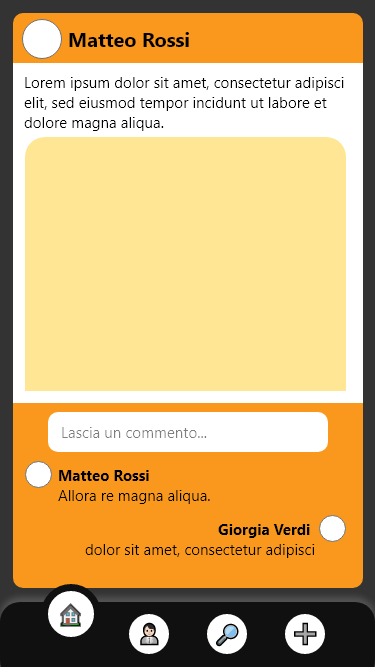 Matteo Rossi
Lorem ipsum dolor sit amet, consectetur adipisci
elit, sed eiusmod tempor incidunt ut labore et
dolore magna aliqua.
Lascia un commento...
Matteo Rossi
Allora re magna aliqua.
Giorgia Verdi
dolor sit amet, consectetur adipisci